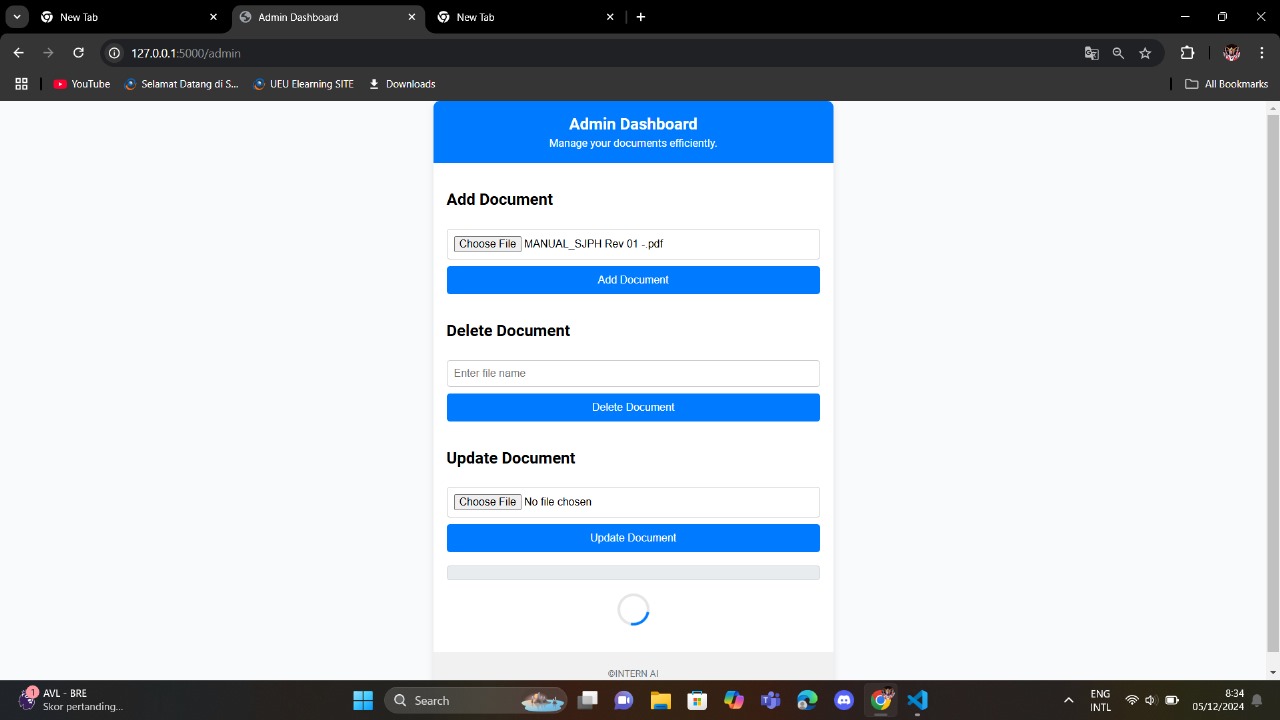 New Tab
Admin Dashboard
New Tab
127.0.0.1:5000/admin
YouTube
Selamat Datang di S...
UEU Elearning SITE
Downloads
All Bookmarks
Admin Dashboard
Manage your documents efficiently.
Add Document
Choose File MANUAL_SJPH Rev 01 -.pdf
Add Document
Delete Document
Enter file name
Delete Document
Update Document
Choose File No file chosen
Update Document
©INTERN AI
1
AVL - BRE
Skor pertanding...
Search
ENG
INTL
8:34
05/12/2024